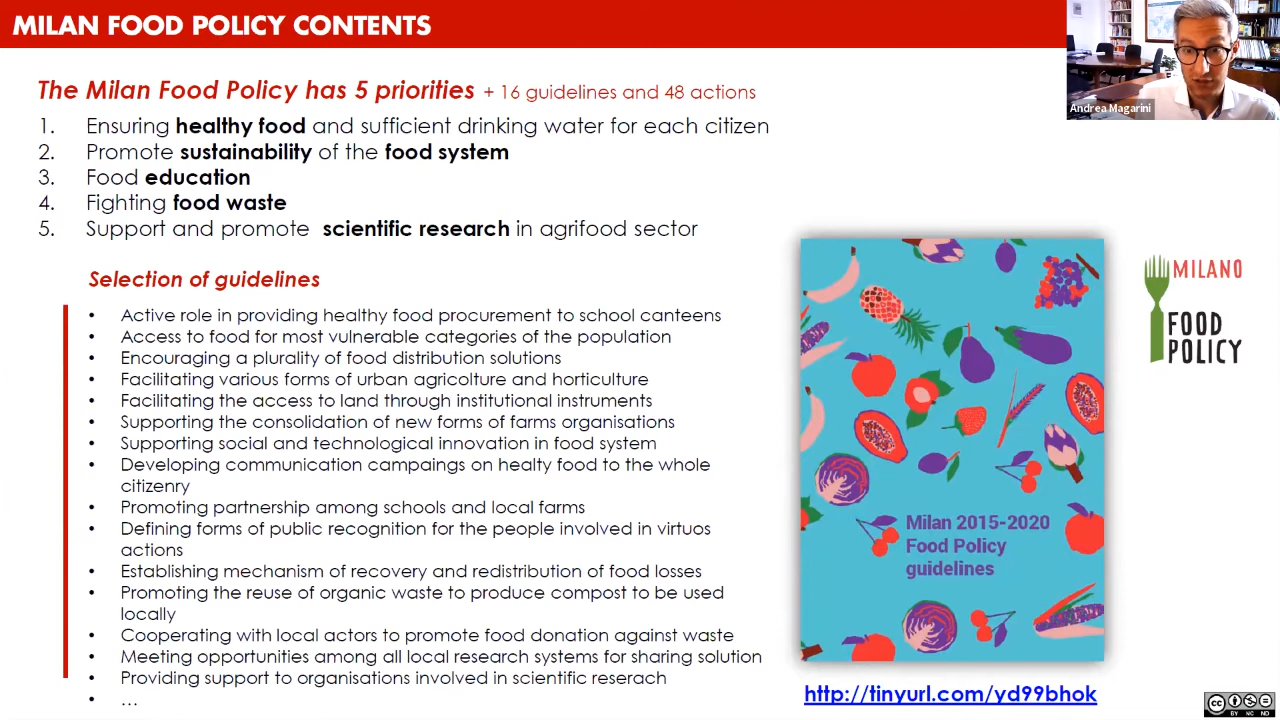 MILAN FOOD POLICY CONTENTS
Andrea Magarini
The Milan Food Policy has 5 priorities + 16 guidelines and 48 actions
1. Ensuring healthy food and sufficient drinking water for each citizen
2. Promote sustainability of the food system
3. Food education
4. Fighting food waste
5. Support and promote scientific research in agrifood sector
Selection of guidelines
• Active role in providing healthy food procurement to school canteens
• Access to food for most vulnerable categories of the population
• Encouraging a plurality of food distribution solutions
• Facilitating various forms of urban agricolture and horticulture
• Facilitating the access to land through institutional instruments
• Supporting the consolidation of new forms of farms organisations
• Supporting social and technological innovation in food system
• Developing communication campaings on healty food to the whole
citizenry
• Promoting partnership among schools and local farms
• Defining forms of public recognition for the people involved in virtuos
actions
• Establishing mechanism of recovery and redistribution of food losses
• Promoting the reuse of organic waste to produce compost to be used
locally
• Cooperating with local actors to promote food donation against waste
• Meeting opportunities among all local research systems for sharing solution
• Providing support to organisations involved in scientific reserach
• ...
Milan 2015-2020
Food Policy
guidelines
http://tinyurl.com/yd99bhok
MILANO
FOOD
POLICY
CC
BY NC ND